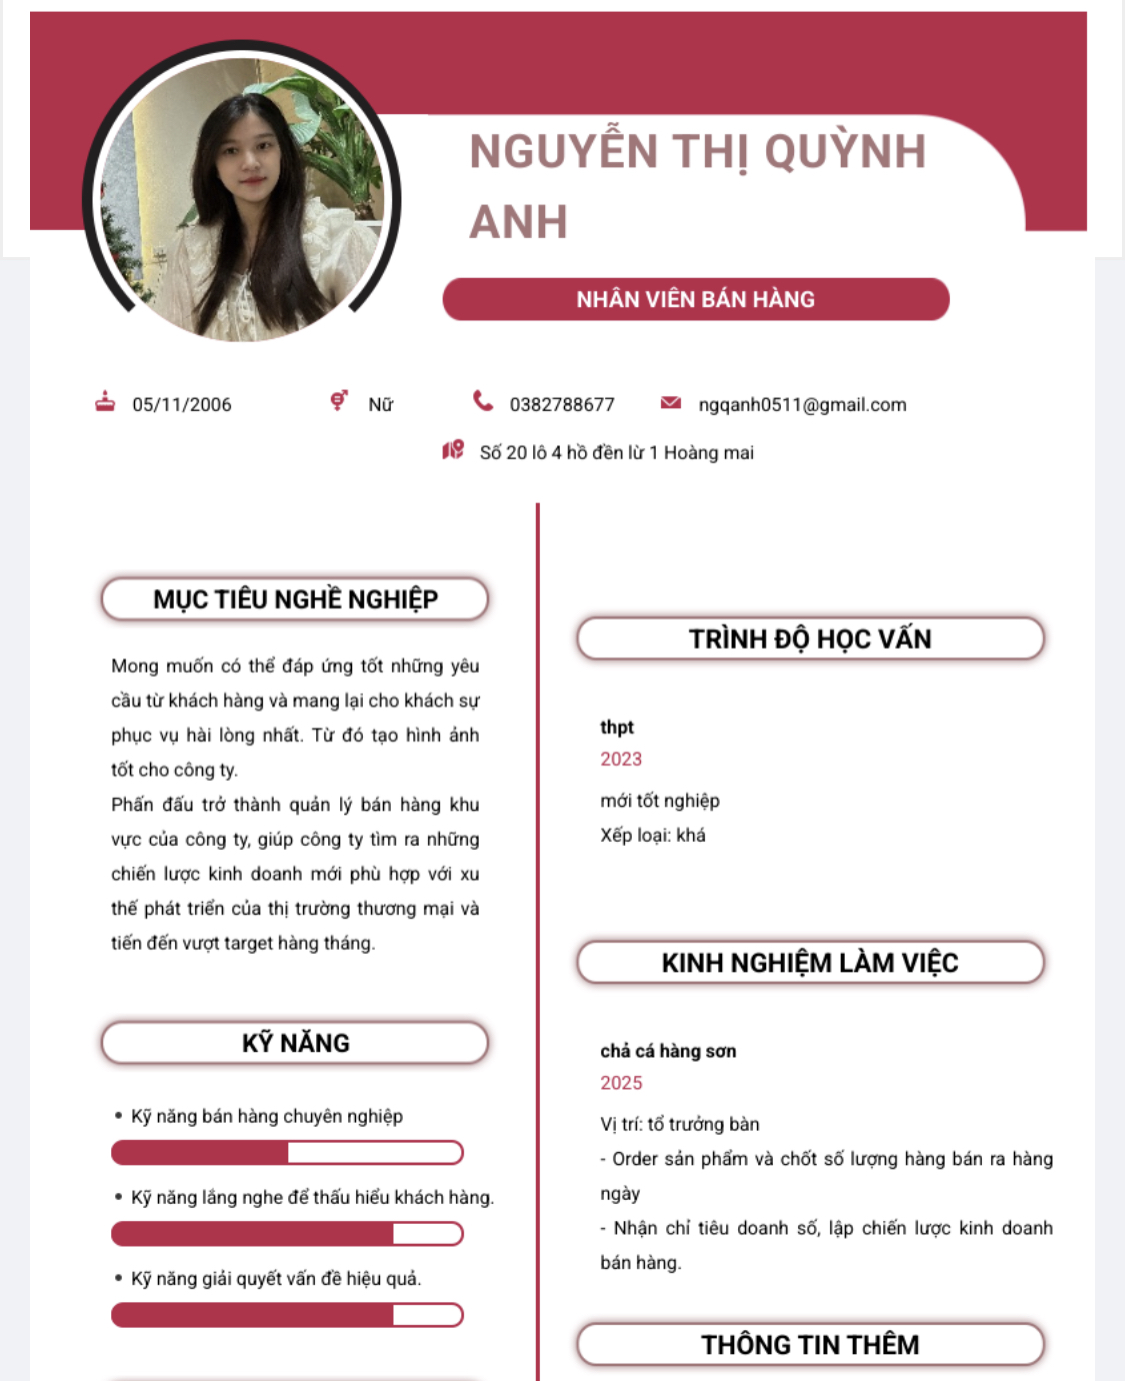 NGUYỄN THỊ QUỲNH
ANH
NHÂN VIÊN BÁN HÀNG
05/11/2006
Nữ
0382788677
ngqanh0511@gmail.com
Số 20 lô 4 hồ đền lừ 1 Hoàng mai
MỤC TIÊU NGHỀ NGHIỆP
Mong muốn có thể đáp ứng tốt những yêu
cầu từ khách hàng và mang lại cho khách sự
phục vụ hài lòng nhất. Từ đó tạo hình ảnh
tốt cho công ty.
Phấn đấu trở thành quản lý bán hàng khu
vực của công ty, giúp công ty tìm ra những
chiến lược kinh doanh mới phù hợp với xu
thế phát triển của thị trường thương mại và
tiến đến vượt target hàng tháng.
KỸ NĂNG
• Kỹ năng bán hàng chuyên nghiệp
• Kỹ năng lắng nghe để thấu hiểu khách hàng.
• Kỹ năng giải quyết vấn đề hiệu quả.
TRÌNH ĐỘ HỌC VẤN
thpt
2023
mới tốt nghiệp
Xếp loại: khá
KINH NGHIỆM LÀM VIỆC
chả cá hàng sơn
2025
Vị trí: tổ trưởng bàn
- Order sản phẩm và chốt số lượng hàng bán ra hàng
ngày
- Nhận chỉ tiêu doanh số, lập chiến lược kinh doanh
bán hàng.
THÔNG TIN THÊM